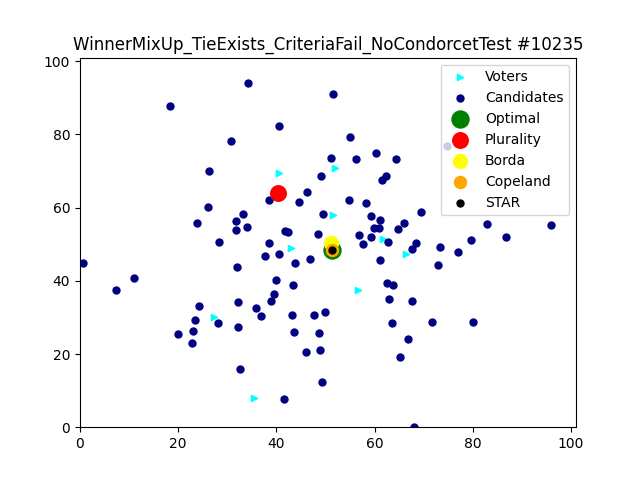 WinnerMixUp_TieExists_CriteriaFail_NoCondorcetTest #10235
100
80
60
40
20
0
0 20 40 60 80 100
Voters
Candidates
Optimal
Plurality
Borda
Copeland
STAR